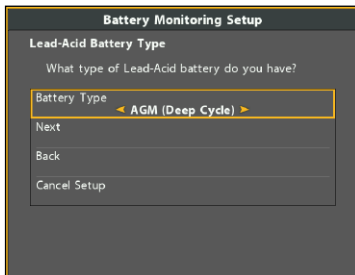 Battery Monitoring Setup
Lead-Acid Battery Type
What type of Lead-Acid battery do you have?
Battery Type
AGM (Deep Cycle)
Next
Back
Cancel Setup